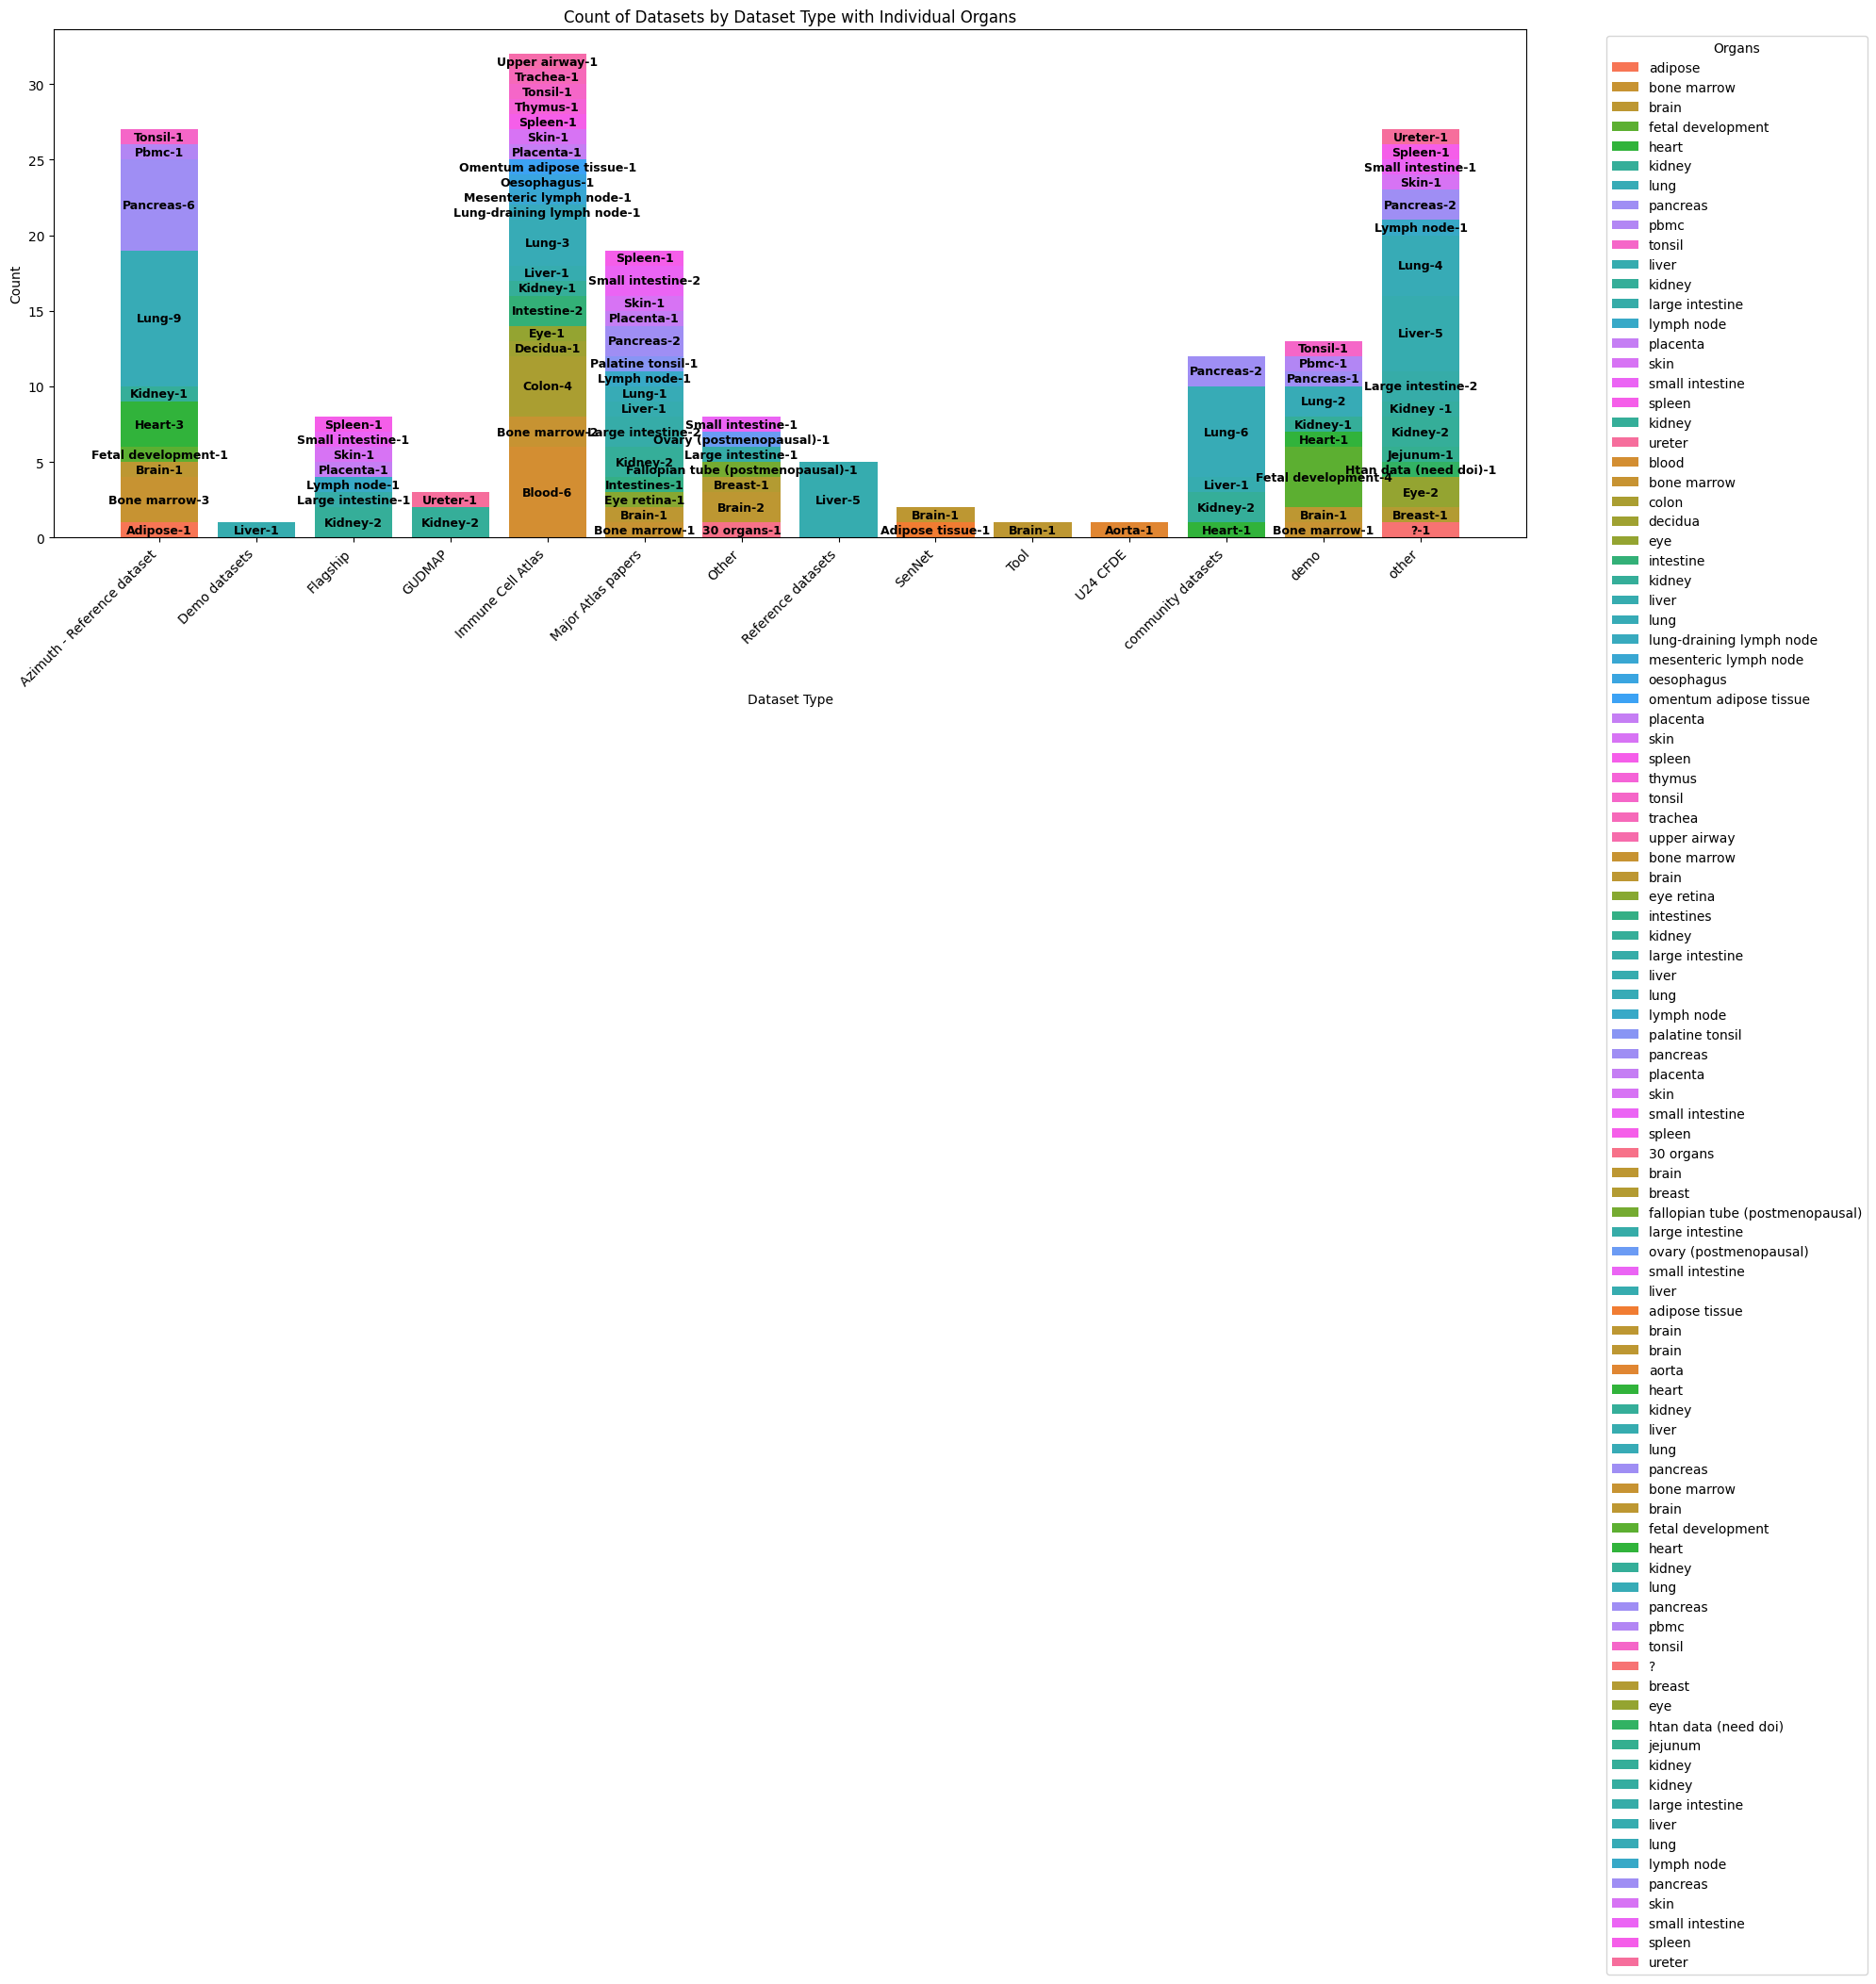 Count of Datasets by Dataset Type with Individual Organs
Count
0
5
10
15
20
25
30
Tonsil-1
Pbmc-1
Pancreas-6
Lung-9
Kidney-1
Heart-3
Fetal development-1
Brain-1
Bone marrow-3
Adipose-1
Liver-1
Spleen-1
Small intestine-1
Skin-1
Placenta-1
Lymph node-1
Large intestine-1
Kidney-2
Ureter-1
Kidney-2
Upper airway-1
Trachea-1
Tonsil-1
Thymus-1
Spleen-1
Skin-1
Placenta-1
Omentum adipose tissue-1
Oesophagus-1
Mesenteric lymph node-1
Lung-draining lymph node-1
Lung-3
Liver-1
Kidney-1
Intestine-2
Eye-1
Decidua-1
Colon-4
Bone marrow-2
Blood-6
Spleen-1
Small intestine-2
Skin-1
Placenta-1
Pancreas-2
Palatine tonsil-1
Lymph node-1
Lung-1
Liver-1
Large intestine-2
Kidney-2
Intestines-1
Eye retina-1
Brain-1
Bone marrow-1
Small intestine-1
Ovary (postmenopausal)-1
Large intestine-1
Fallopian tube (postmenopausal)-1
Breast-1
Brain-2
30 organs-1
Liver-5
Brain-1
Adipose tissue-1
Brain-1
Aorta-1
Pancreas-2
Lung-6
Liver-1
Kidney-2
Heart-1
Tonsil-1
Pbmc-1
Pancreas-1
Lung-2
Kidney-1
Heart-1
Fetal development-4
Brain-1
Bone marrow-1
Ureter-1
Spleen-1
Small intestine-1
Skin-1
Pancreas-2
Lymph node-1
Lung-4
Liver-5
Large intestine-2
Kidney -1
Kidney-2
Jejunum-1
Htan data (need doi)-1
Eye-2
Breast-1
?-1
Azimuth - Reference dataset
Demo datasets
Flagship
GUDMAP
Immune Cell Atlas
Major Atlas papers
Other
Reference datasets
SenNet
Tool
U24 CFDE
community datasets
demo
other
Dataset Type
Organs
adipose
bone marrow
brain
fetal development
heart
kidney
lung
pancreas
pbmc
tonsil
liver
kidney
large intestine
lymph node
placenta
skin
small intestine
spleen
kidney
ureter
blood
bone marrow
colon
decidua
eye
intestine
kidney
liver
lung
lung-draining lymph node
mesenteric lymph node
oesophagus
omentum adipose tissue
placenta
skin
spleen
thymus
tonsil
trachea
upper airway
bone marrow
brain
eye retina
intestines
kidney
large intestine
liver
lung
lymph node
palatine tonsil
pancreas
placenta
skin
small intestine
spleen
30 organs
brain
breast
fallopian tube (postmenopausal)
large intestine
ovary (postmenopausal)
small intestine
liver
adipose tissue
brain
brain
aorta
heart
kidney
liver
lung
pancreas
bone marrow
brain
fetal development
heart
kidney
lung
pancreas
pbmc
tonsil
?
breast
eye
htan data (need doi)
jejunum
kidney
kidney
large intestine
liver
lung
lymph node
pancreas
skin
small intestine
spleen
ureter